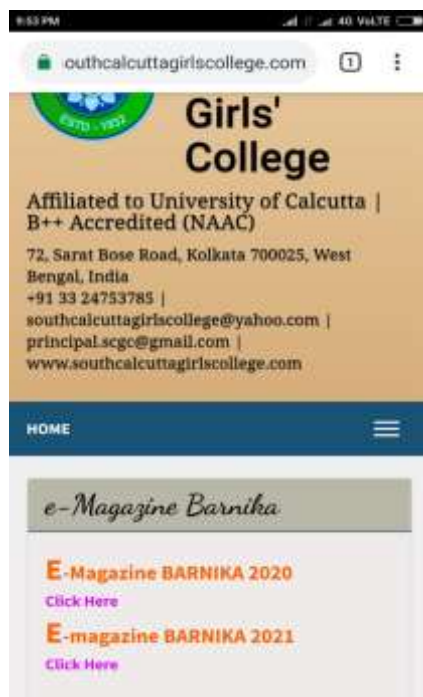 9:53 PM
4G VoLTE
outhcalcuttagirlscollege.com
1
ESTD - 1932
Girls'
College
Affiliated to University of Calcutta |
B++ Accredited (NAAC)
72, Sarat Bose Road, Kolkata 700025, West
Bengal, India
+91 33 24753785 |
southcalcuttagirlscollege@yahoo.com |
principal.scgc@gmail.com |
www.southcalcuttagirlscollege.com
HOME
e-Magazine Barnika
E-Magazine BARNIKA 2020
Click Here
E-magazine BARNIKA 2021
Click Here